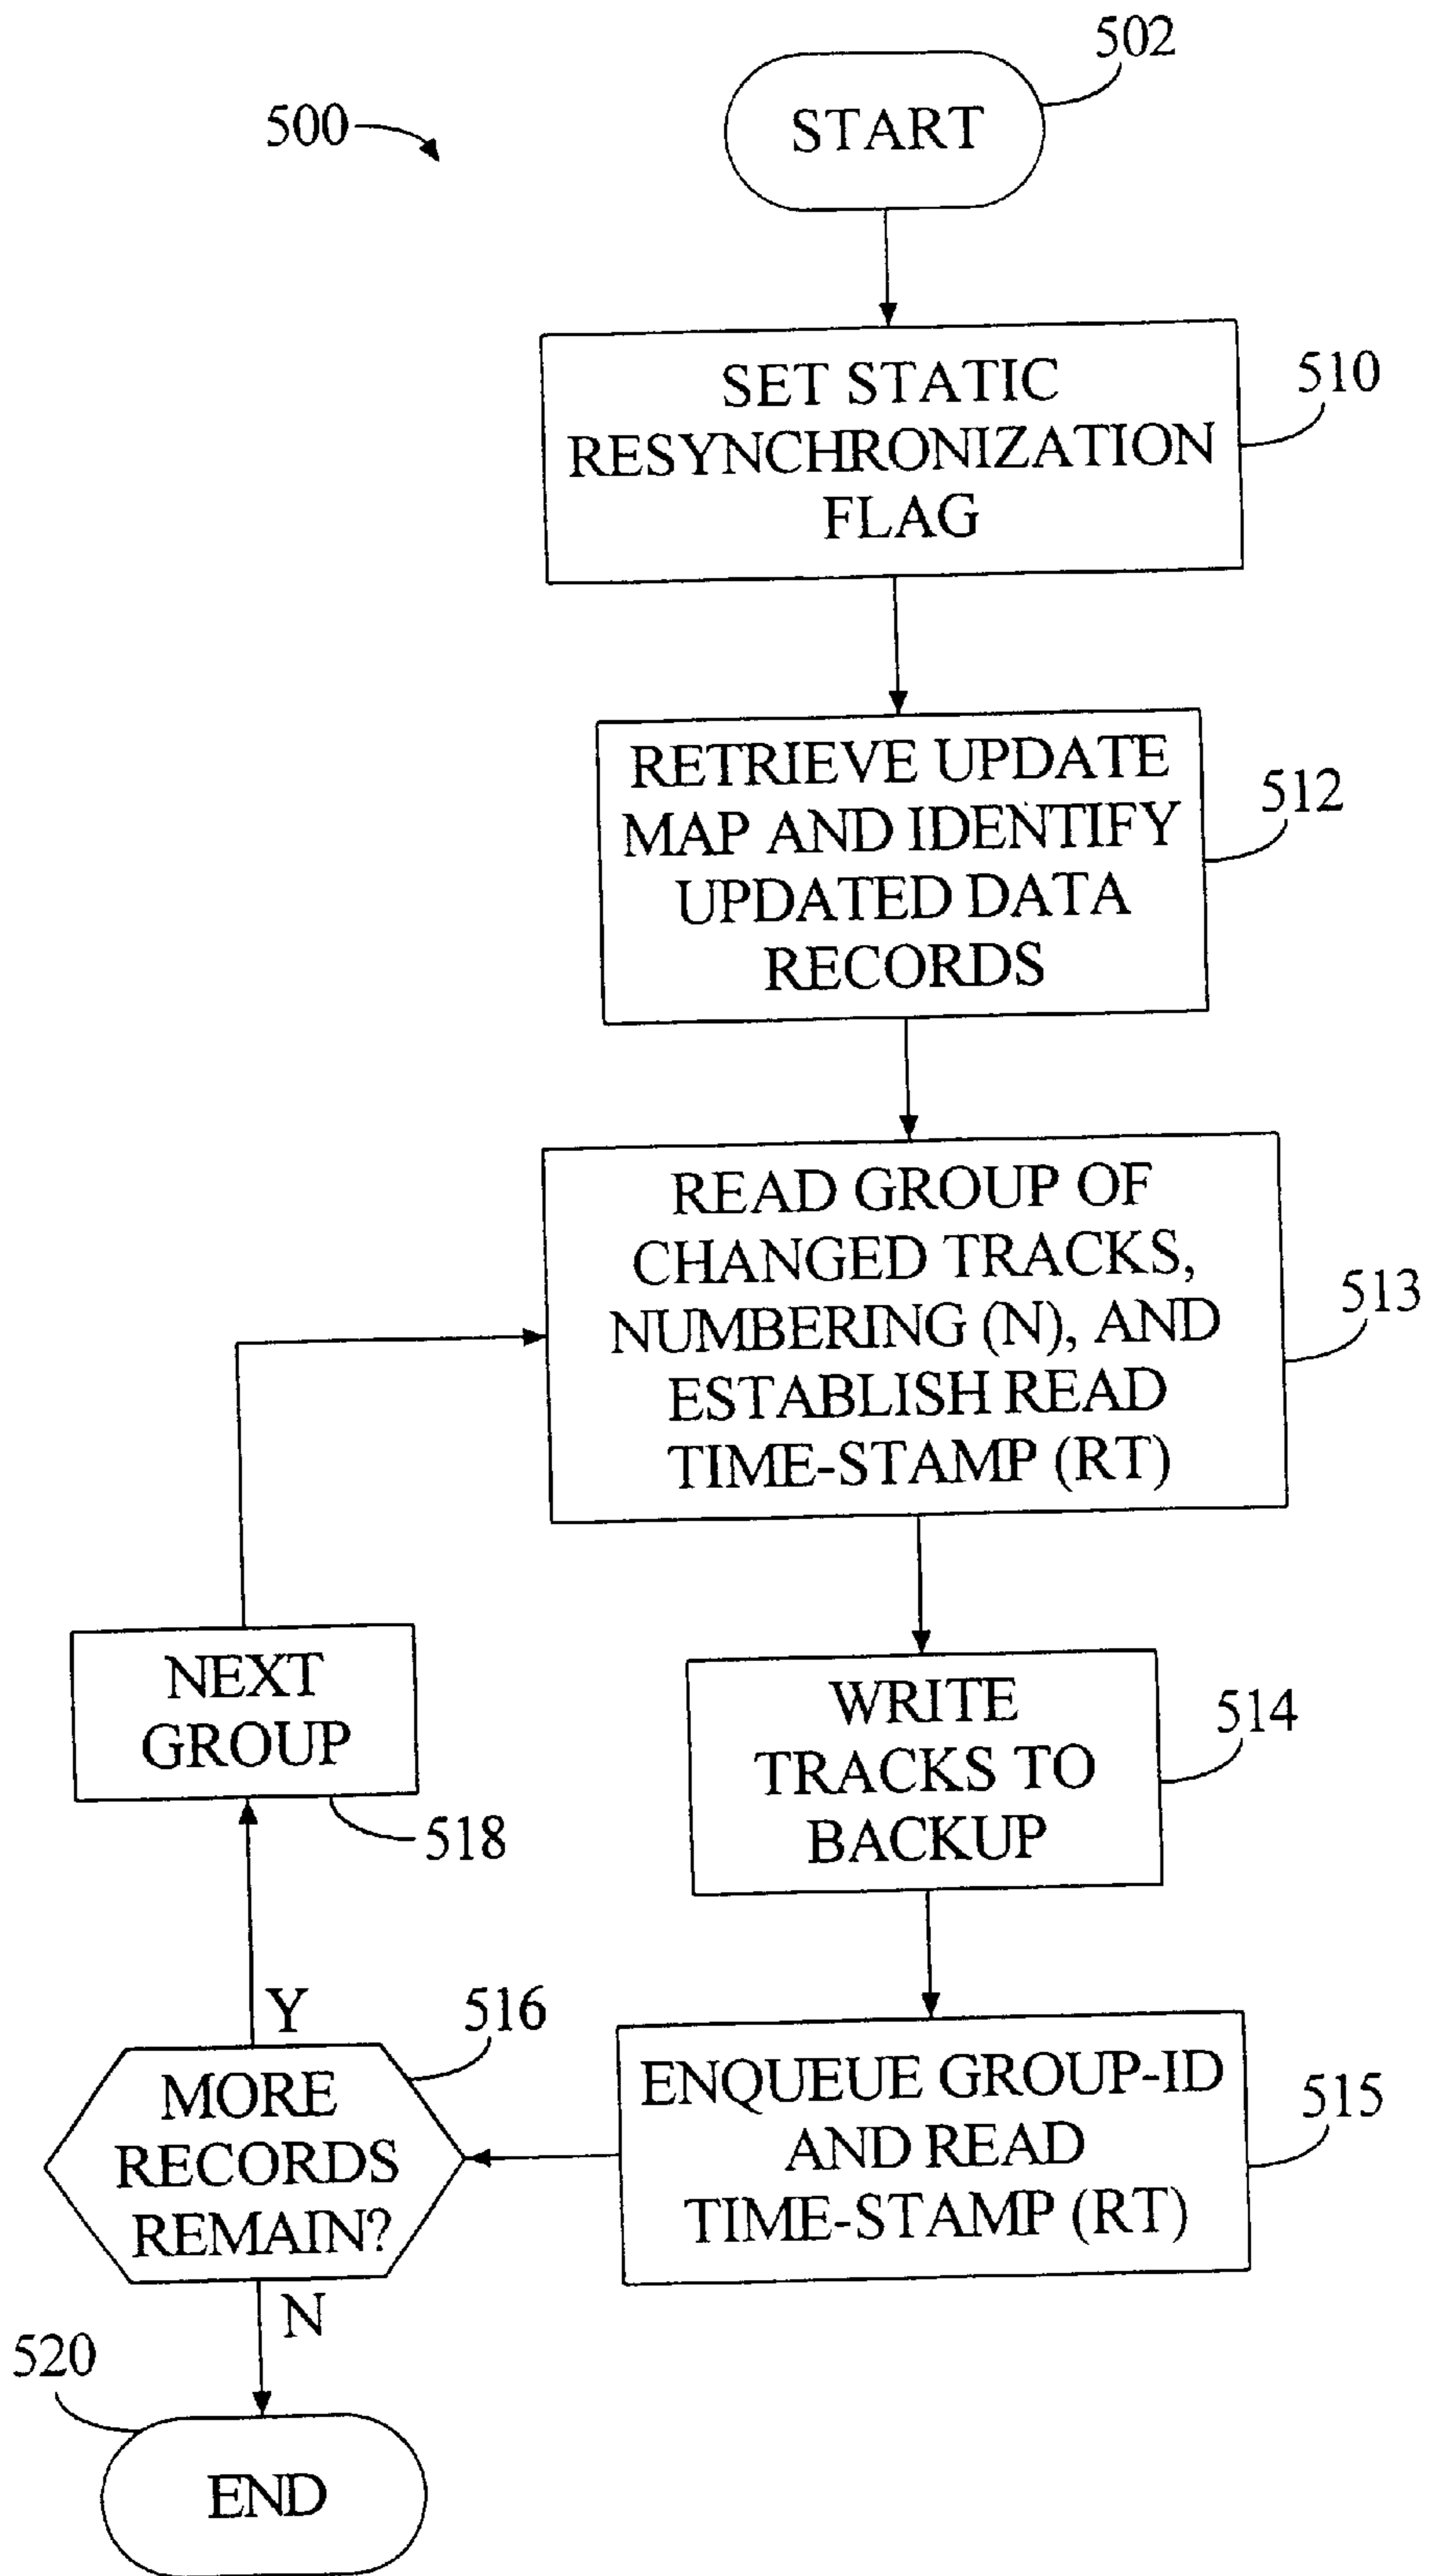 502
START
500
SET STATIC
RESYNCHRONIZATION
FLAG
510
RETRIEVE UPDATE
MAP AND IDENTIFY
UPDATED DATA
RECORDS
512
READ GROUP OF
CHANGED TRACKS,
NUMBERING (N), AND
ESTABLISH READ
TIME-STAMP (RT)
513
NEXT
GROUP
518
WRITE
TRACKS TO
BACKUP
514
Y
516
MORE
RECORDS
REMAIN?
ENQUEUE GROUP-ID
AND READ
TIME-STAMP (RT)
515
N
520
END